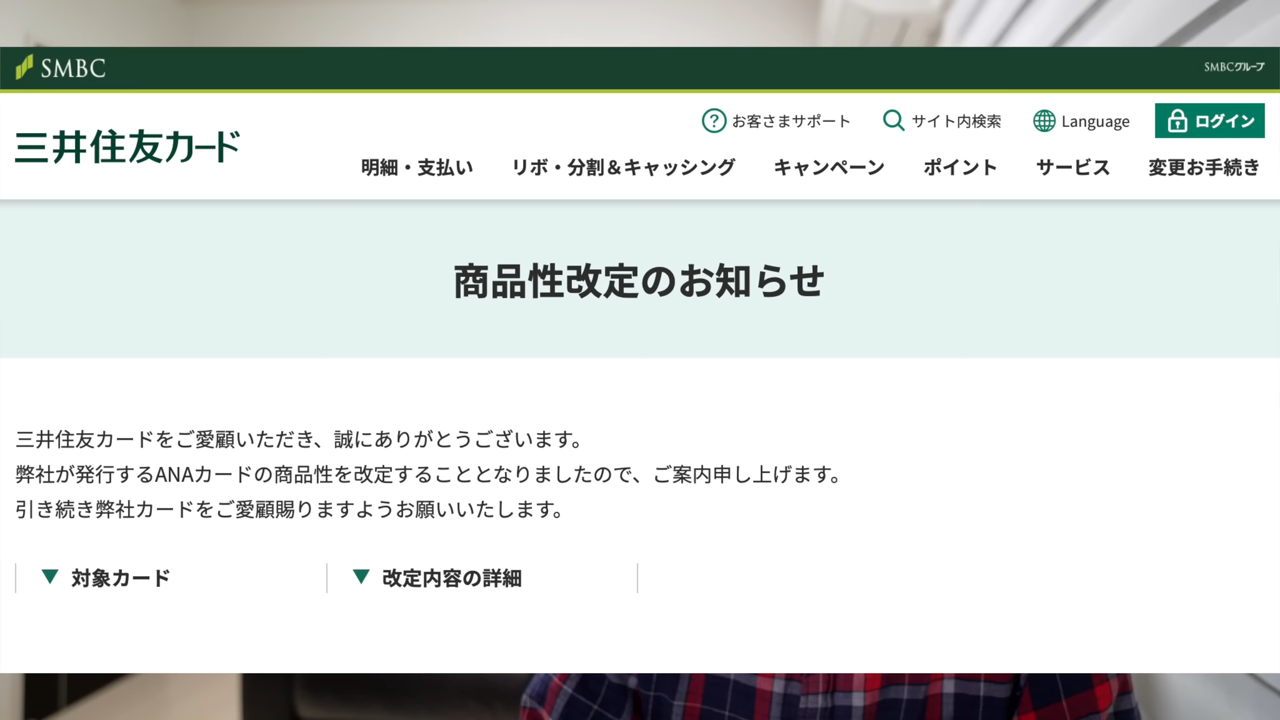 SMBC
SMBCグループ
三井住友カード
お客さまサポート
サイト内検索
Language
ログイン
明細・支払い
リボ・分割&キャッシング
キャンペーン
ポイント
サービス
変更お手続き
商品性改定のお知らせ
三井住友カードをご愛顧いただき、誠にありがとうございます。
弊社が発行するANAカードの商品性を改定することとなりましたので、ご案内申し上げます。
引き続き弊社カードをご愛顧賜りますようお願いいたします。
▼ 対象カード
▼ 改定内容の詳細